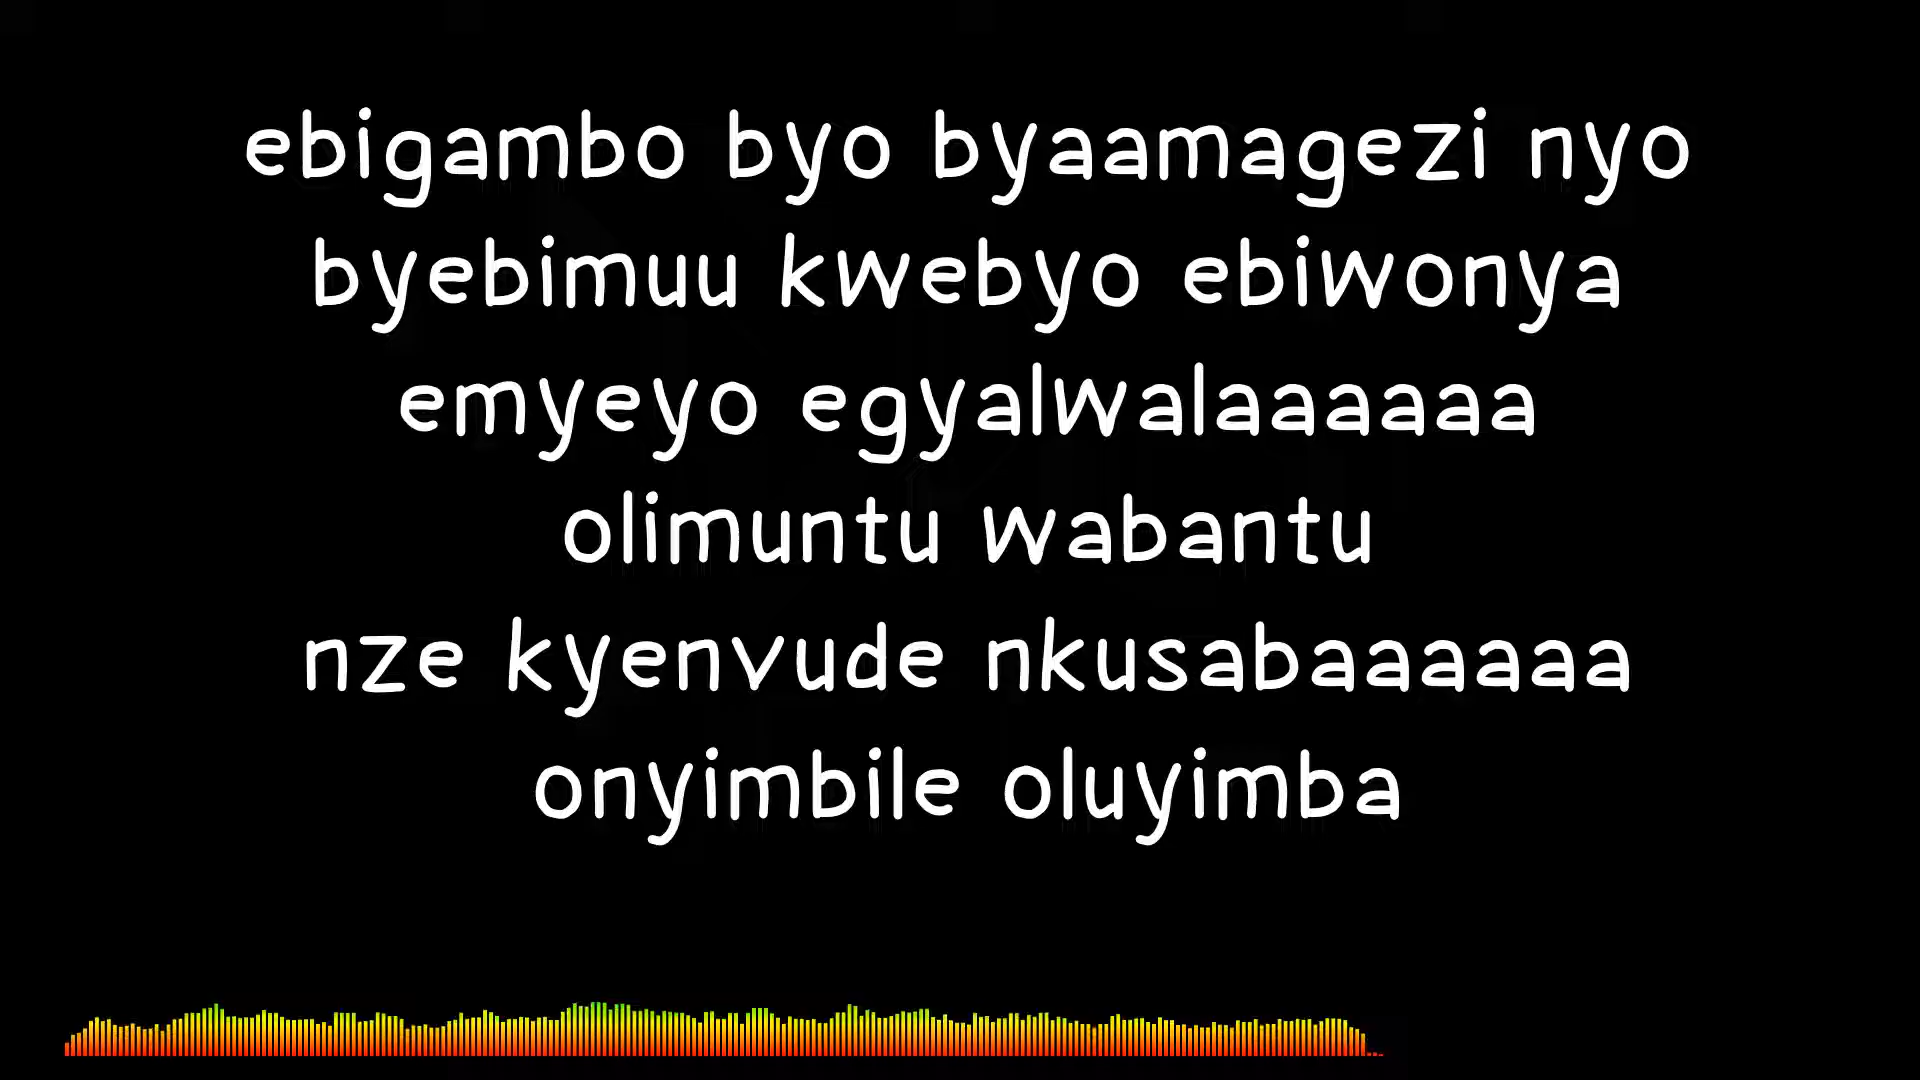 ebigambo byo byaamagezi nyo
byebimuu kwebyo ebiwonya
emyeyo egyalwalaaaaaa
olimuntu wabantu
nze kyenvude nkusabaaaaaa
onyimbile oluyimba